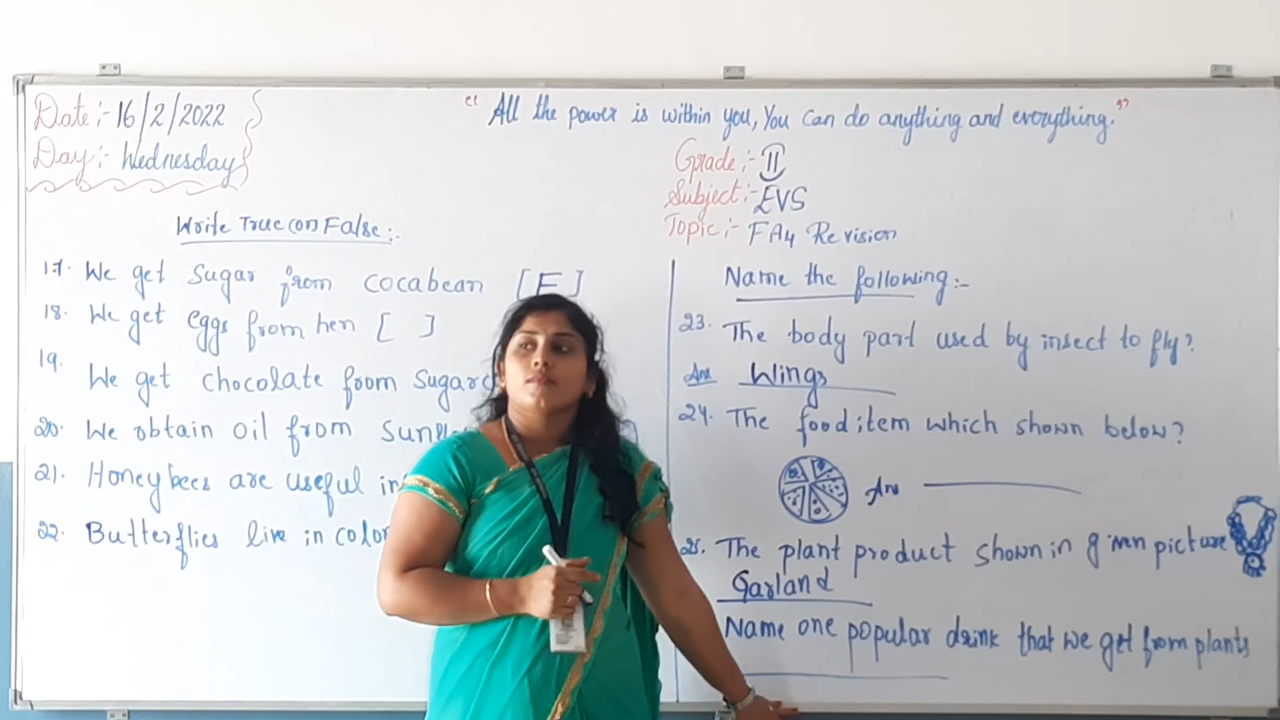 Date:- 16/2/2022
Day:- Wednesday
"All the power is within you, You can do anything and everything."
Grade:- II
Subject:- EVS
Topic:- FA4 Revision
Write True (or) False:-
17. We get Sugar from cocabean [F]
18. We get eggs from hen [ ]
19. We get chocolate from
20. We obtain oil from
21. Honeybees are useful
22. Butterflies live in
Name the following:-
23. The body part used by insect to fly?
Ans Wings
24. The food item which shown below?
Ans
25. The plant product shown in given picture
Garland
Name one popular drink that we get from plants